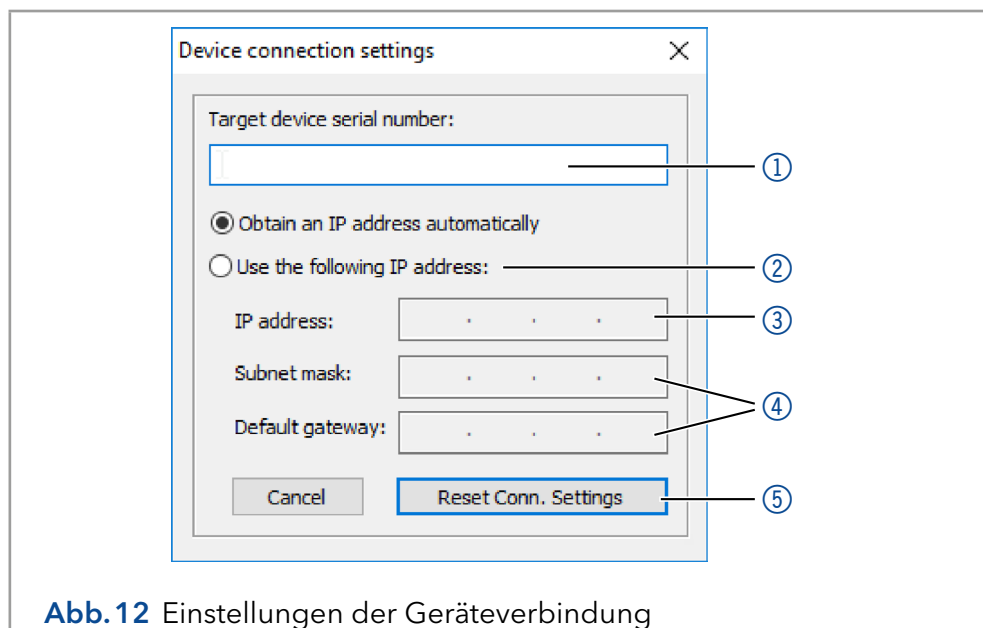 Device connection settings
Target device serial number:
①
Obtain an IP address automatically
Use the following IP address: ②
IP address: . . . ③
Subnet mask: . . .
④
Default gateway: . . .
Cancel Reset Conn. Settings ⑤
Abb.12 Einstellungen der Geräteverbindung